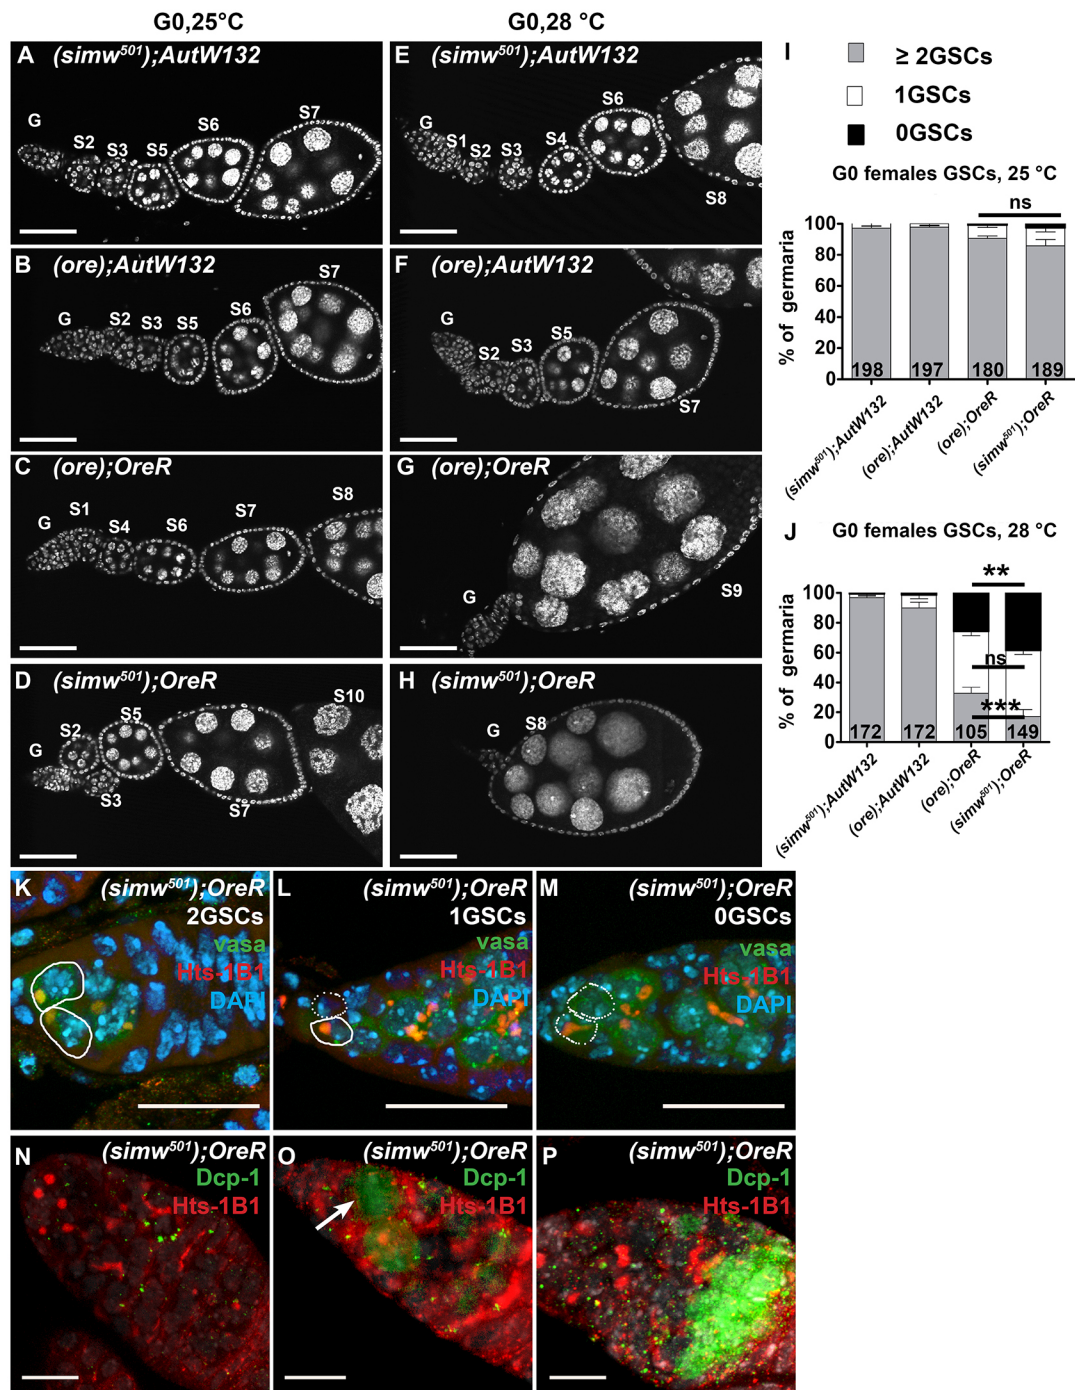 G0,25°C
G0,28 °C
A (simw⁵⁰¹);AutW132
G
S2
S3
S5
S6
S7
E (simw⁵⁰¹);AutW132
G
S1
S2
S3
S4
S6
S8
B (ore);AutW132
G
S2
S3
S5
S6
S7
F (ore);AutW132
G
S2
S3
S5
S7
C (ore);OreR
G
S1
S4
S6
S7
S8
G (ore);OreR
G
S9
D (simw⁵⁰¹);OreR
G
S2
S3
S5
S7
S10
H (simw⁵⁰¹);OreR
G
S8
I
≥ 2GSCs
1GSCs
0GSCs
G0 females GSCs, 25 °C
ns
% of germaria
100
80
60
40
20
0
198
197
180
189
(simw⁵⁰¹);AutW132
(ore);AutW132
(ore);OreR
(simw⁵⁰¹);OreR
J G0 females GSCs, 28 °C
**
ns
***
% of germaria
100
80
60
40
20
0
172
172
105
149
(simw⁵⁰¹);AutW132
(ore);AutW132
(ore);OreR
(simw⁵⁰¹);OreR
K (simw⁵⁰¹);OreR
2GSCs
vasa
Hts-1B1
DAPI
L (simw⁵⁰¹);OreR
1GSCs
vasa
Hts-1B1
DAPI
M (simw⁵⁰¹);OreR
0GSCs
vasa
Hts-1B1
DAPI
N (simw⁵⁰¹);OreR
Dcp-1
Hts-1B1
O (simw⁵⁰¹);OreR
Dcp-1
Hts-1B1
P (simw⁵⁰¹);OreR
Dcp-1
Hts-1B1